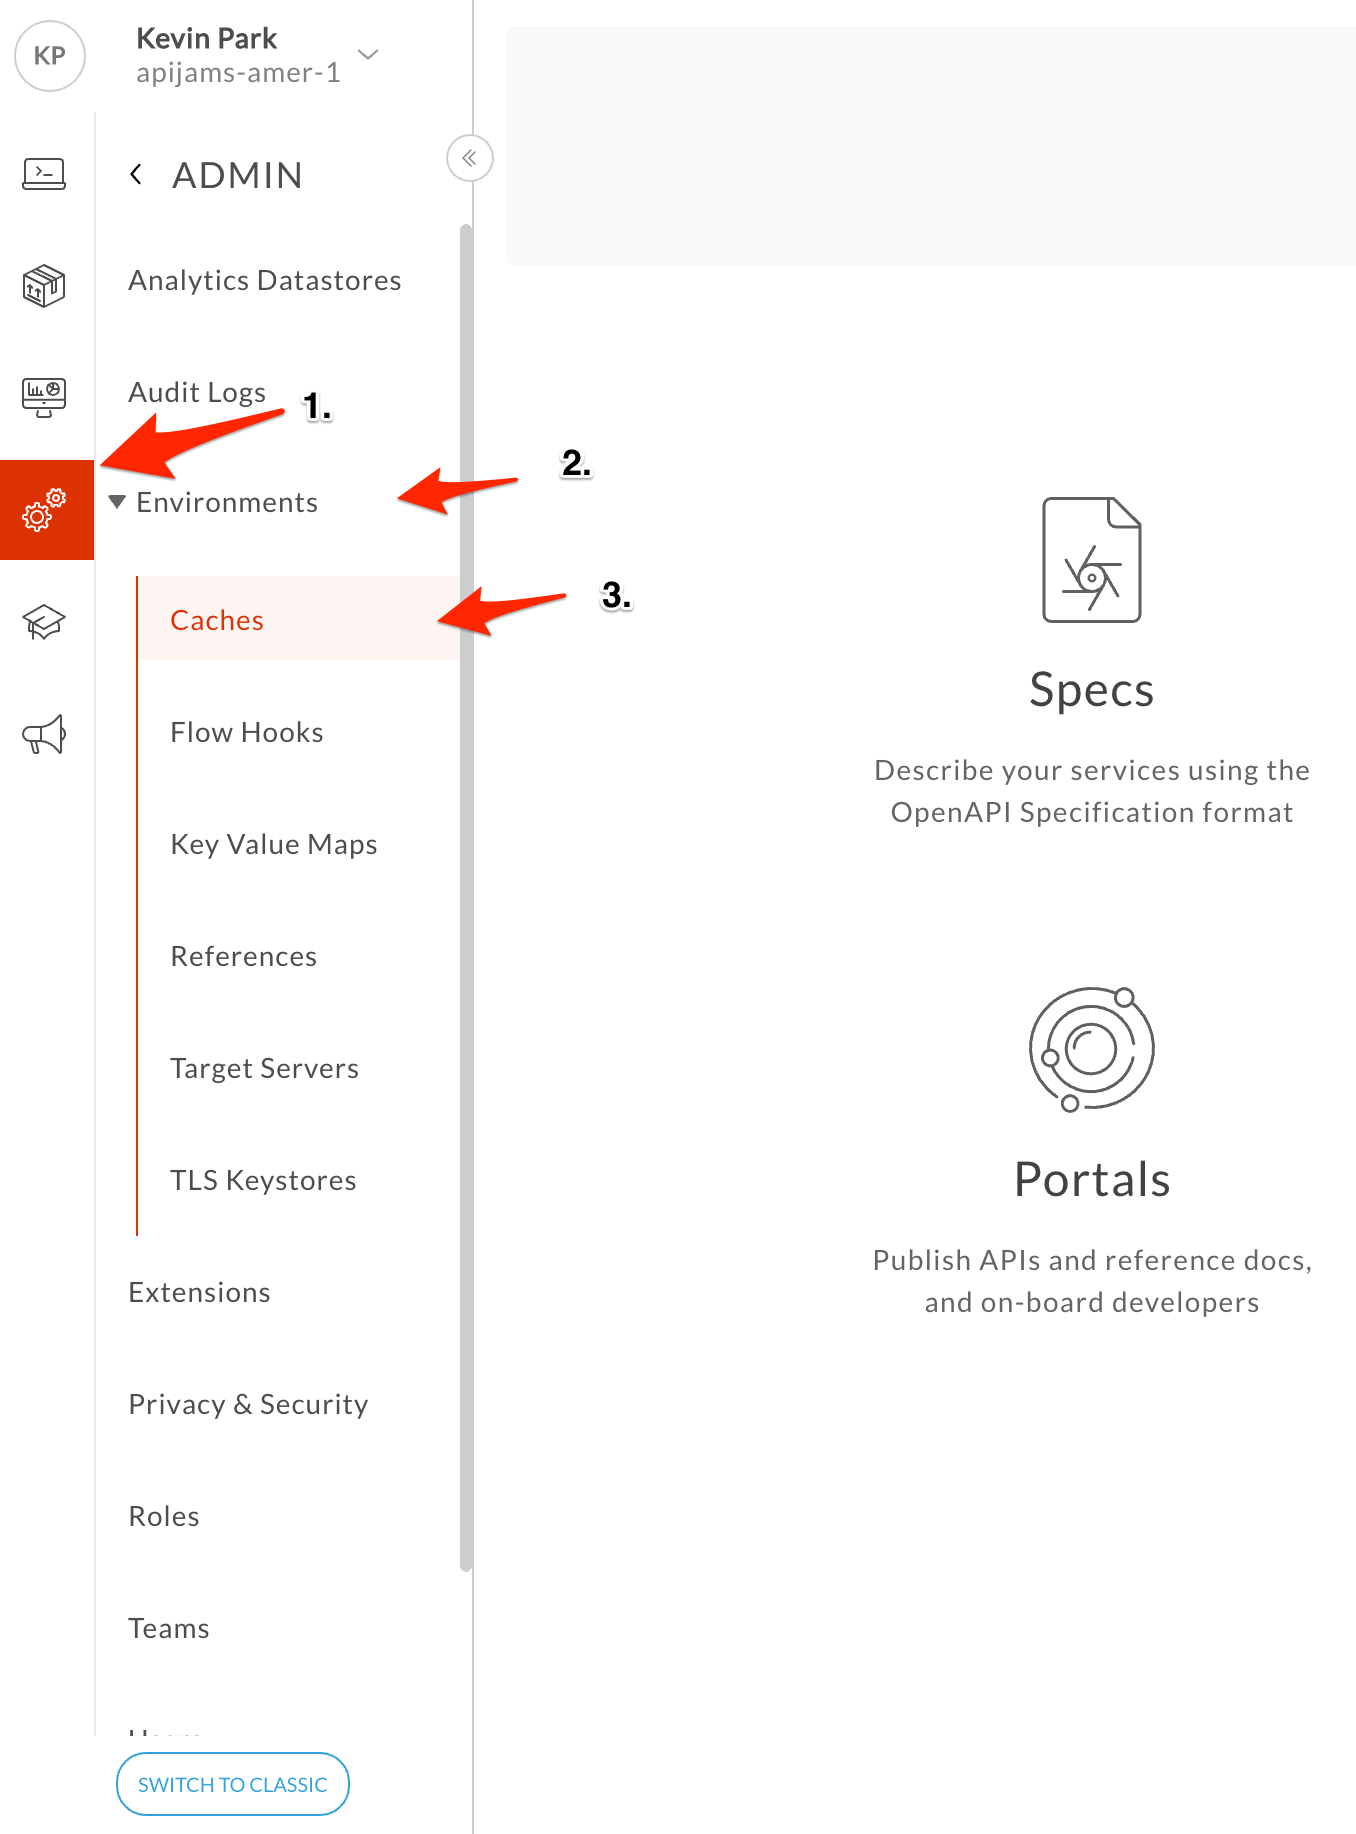 KP
Kevin Park
apijams-amer-1
ADMIN
Analytics Datastores
Audit Logs
1.
2.
Environments
3.
Caches
Flow Hooks
Key Value Maps
References
Target Servers
TLS Keystores
Extensions
Privacy & Security
Roles
Teams
SWITCH TO CLASSIC
Specs
Describe your services using the
OpenAPI Specification format
Portals
Publish APIs and reference docs,
and on-board developers